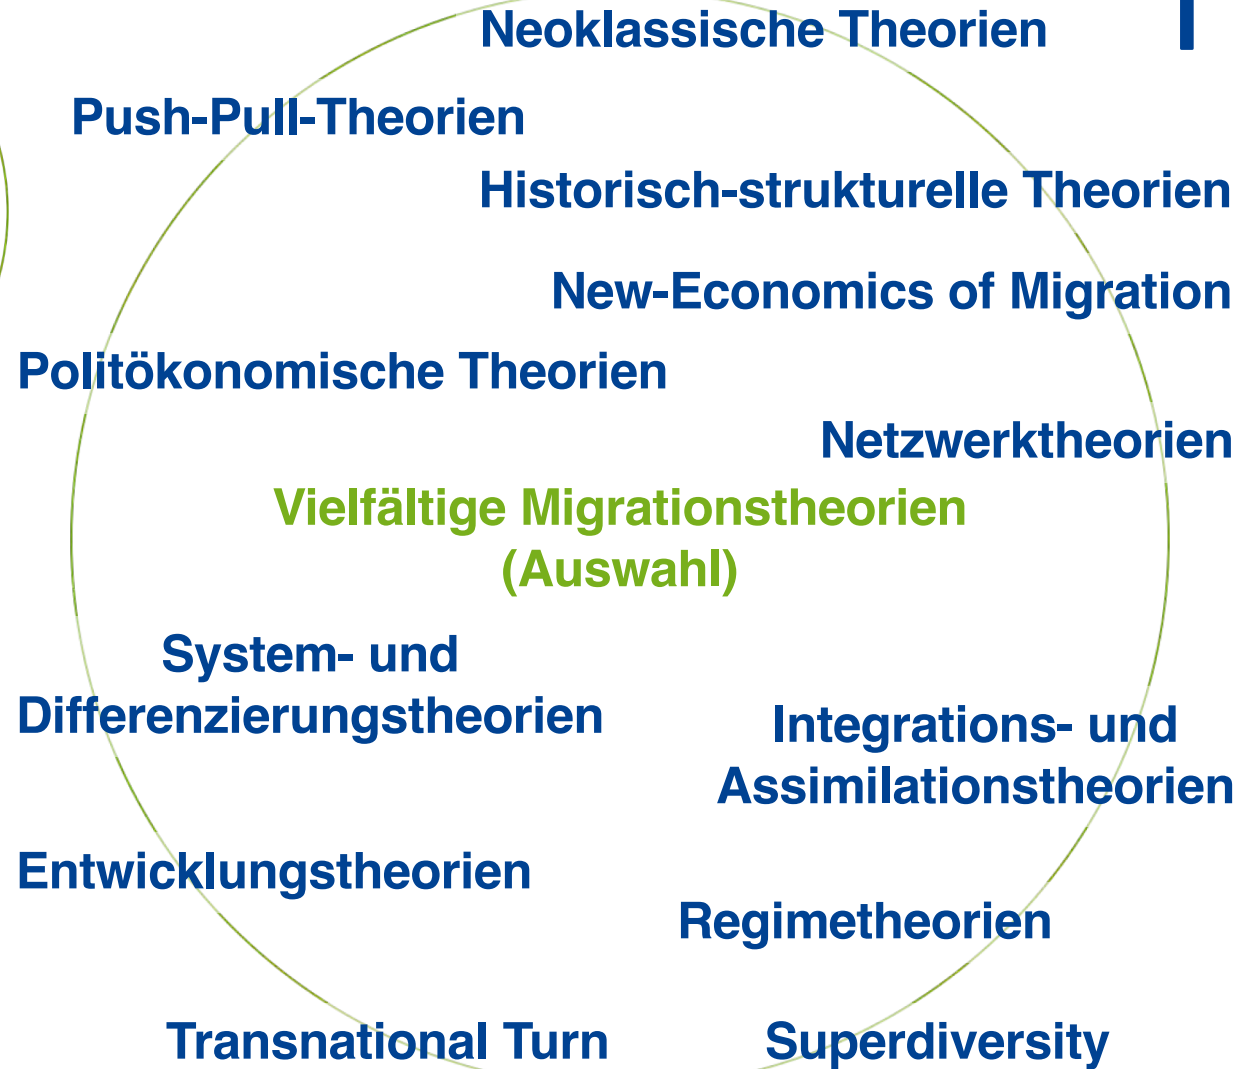 Neoklassische Theorien
Push-Pull-Theorien
Historisch-strukturelle Theorien
New-Economics of Migration
Politökonomische Theorien
Netzwerktheorien
Vielfältige Migrationstheorien
(Auswahl)
System- und
Differenzierungstheorien
Integrations- und
Assimilationstheorien
Entwicklungstheorien
Regimetheorien
Transnational Turn
Superdiversity